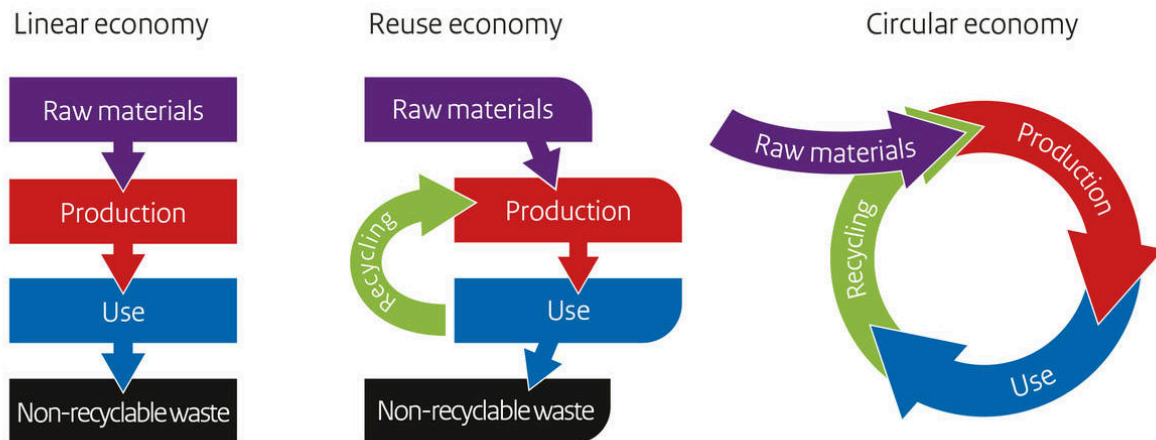 Linear economy
Raw materials
Production
Use
Non-recyclable waste
Reuse economy
Raw materials
Production
Recycling
Use
Non-recyclable waste
Circular economy
Raw materials
Production
Recycling
Use